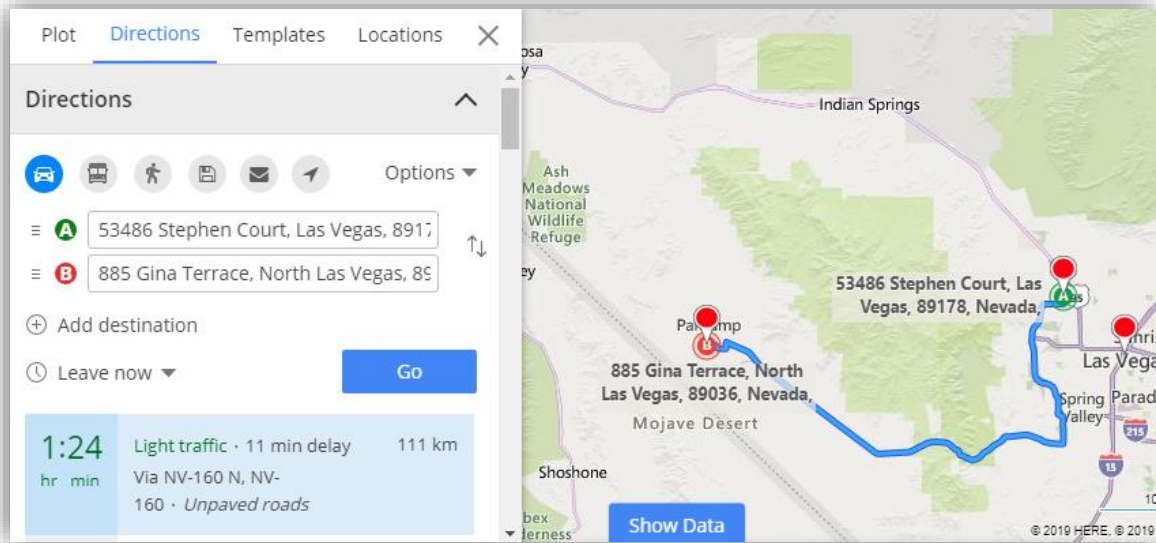 Plot Directions Templates Locations
Directions
Options
A 53486 Stephen Court, Las Vegas, 8917
B 885 Gina Terrace, North Las Vegas, 89
Add destination
Leave now
Go
1:24
hr min
Light traffic · 11 min delay
111 km
Via NV-160 N, NV-
160 · Unpaved roads
Indian Springs
Ash
Meadows
National
Wildlife
Refuge
53486 Stephen Court, Las
Vegas, 89178, Nevada,
A
B
885 Gina Terrace, North
Las Vegas, 89036, Nevada,
Mojave Desert
Las Vega
Spring Parad
Valley
215
15
Shoshone
Show Data
10
© 2019 HERE, © 2019